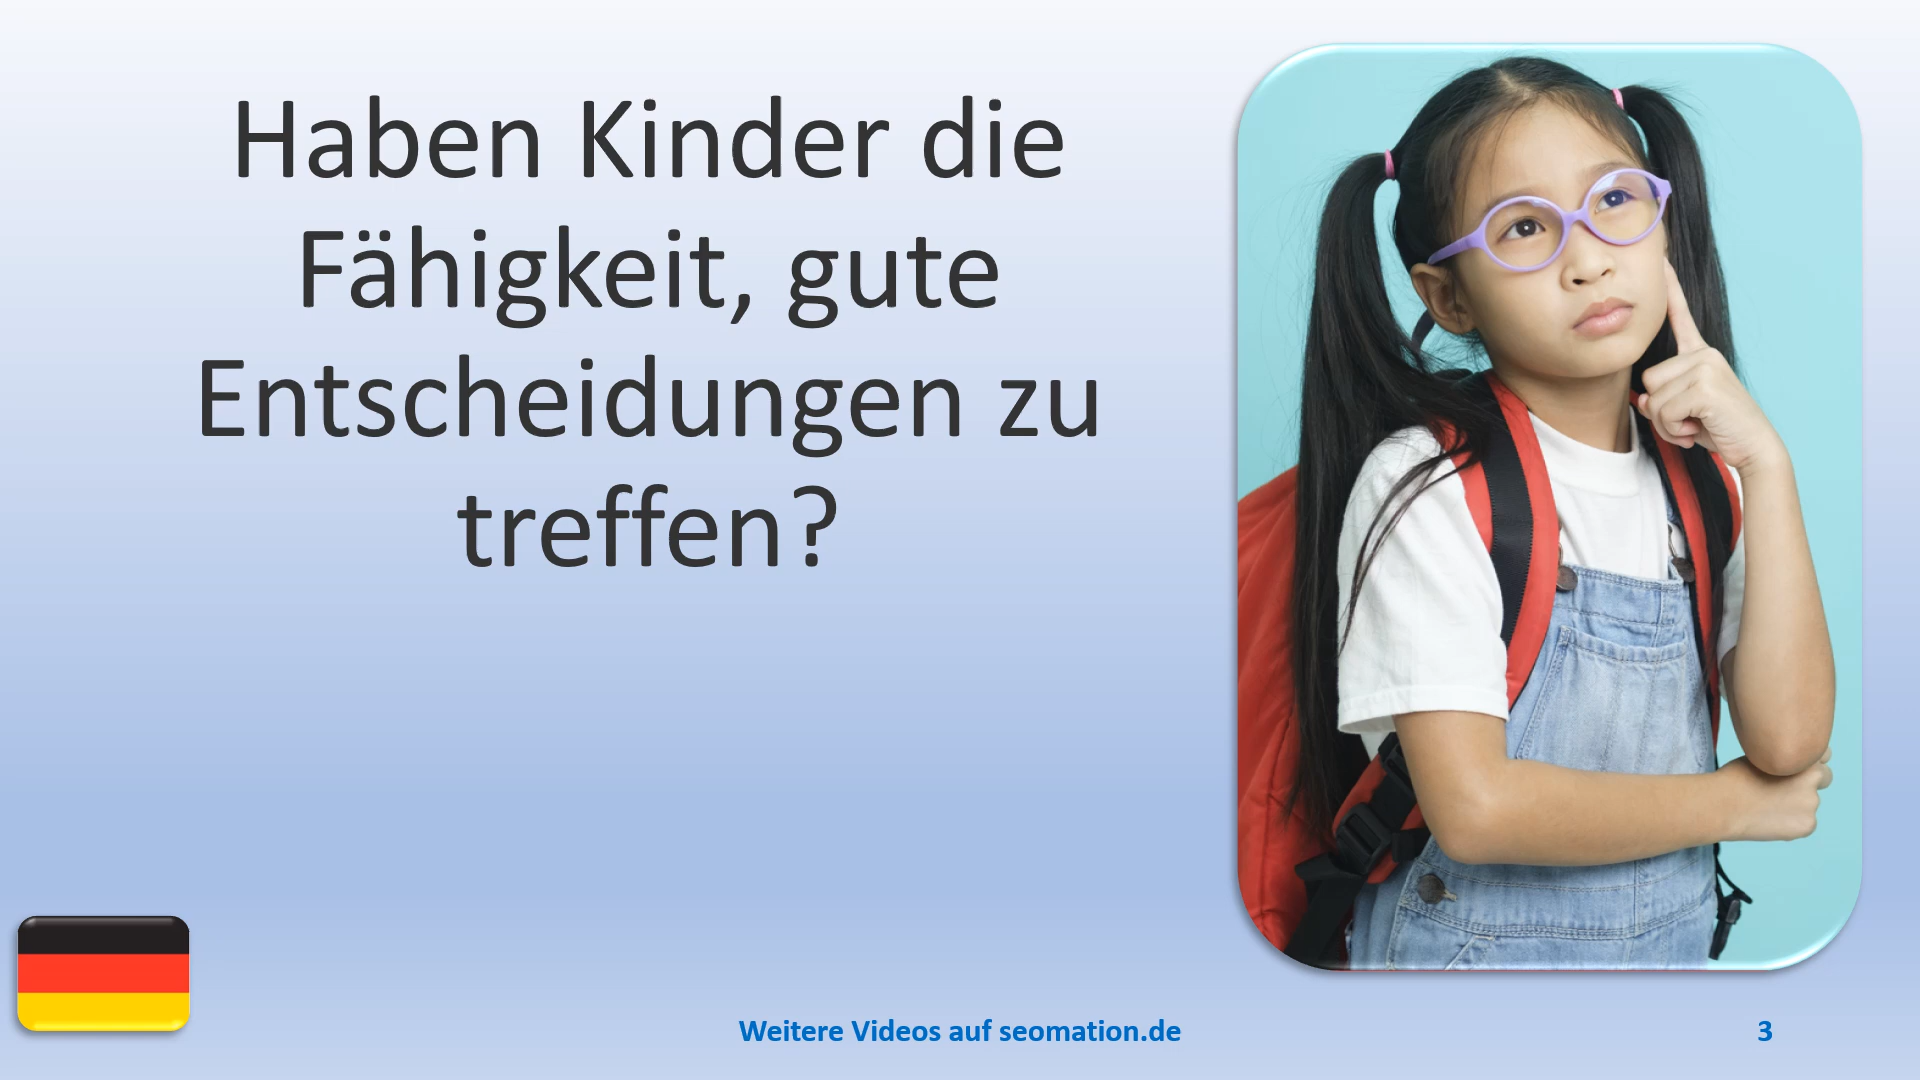 Haben Kinder die
Fähigkeit, gute
Entscheidungen zu
treffen?
Weitere Videos auf seomation.de
3